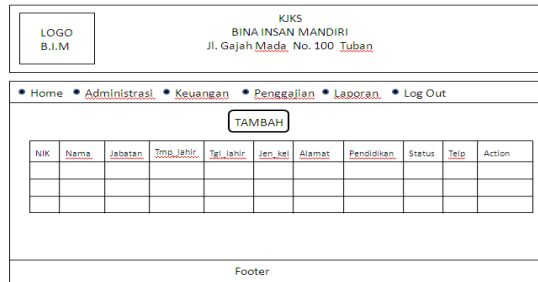 LOGO
B.I.M
KJKS
BINA INSAN MANDIRI
Jl. Gajah Mada No. 100 Tuban
Home Administrasi Keuangan Penggajian Laporan Log Out
TAMBAH
NIK Nama Jabatan Tmp_lahir Tgl_lahir Jen_kel Alamat Pendidikan Status Telp Action
Footer